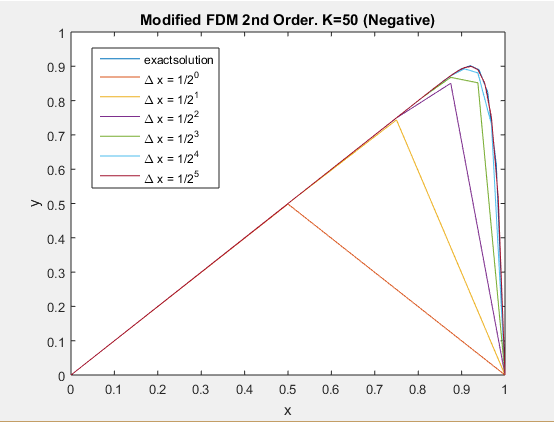 Modified FDM 2nd Order. K=50 (Negative)
1
0.9
0.8
0.7
0.6
0.5
0.4
0.3
0.2
0.1
0
y
exactsolution
Δ x = 1/2^0
Δ x = 1/2^1
Δ x = 1/2^2
Δ x = 1/2^3
Δ x = 1/2^4
Δ x = 1/2^5
0 0.1 0.2 0.3 0.4 0.5 0.6 0.7 0.8 0.9 1
x